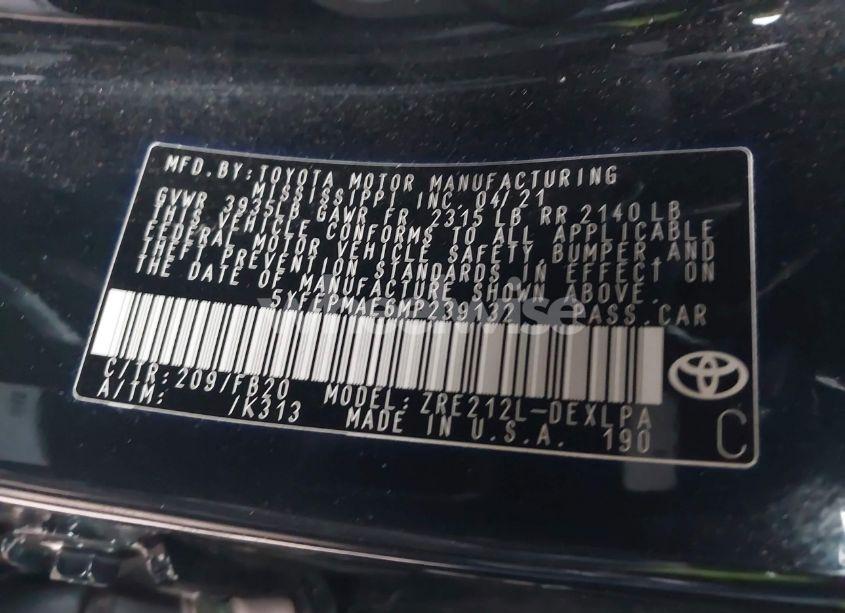 MFD.BY:TOYOTA MOTOR MANUFACTURING
MISSISSIPPI INC. 04/21
GVWR 3935LB GAWR FR 2315 LB RR 2140 LB
THIS VEHICLE CONFORMS TO ALL APPLICABLE
FEDERAL MOTOR VEHICLE SAFETY,BUMPER,AND
THEFT PREVENTION STANDARDS IN EFFECT ON
THE DATE OF MANUFACTURE SHOWN ABOVE.
5YFEPMAE6MP239132 PASS.CAR
C/TR:209/FB20 MODEL:ZRE212L-DEXLPA
A/TM: /K313 MADE IN U.S.A. 190 C